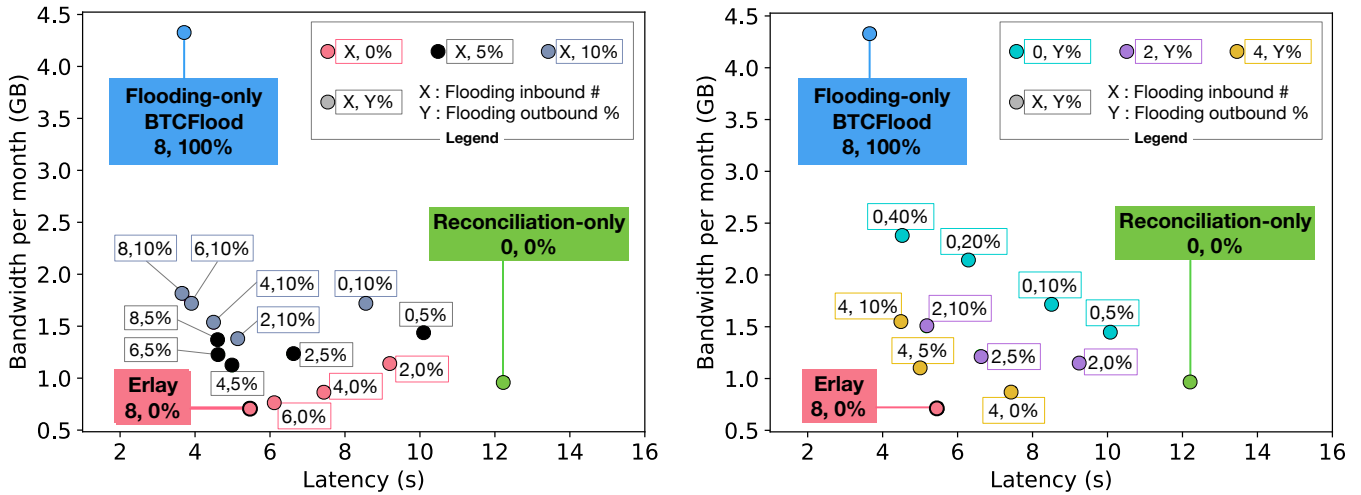 4.5
4.0
3.5
3.0
2.5
2.0
1.5
1.0
0.5
Bandwidth per month (GB)
X, 0%
X, 5%
X, 10%
X, Y%
X : Flooding inbound #
Y : Flooding outbound %
Legend
Flooding-only
BTCFlood
8, 100%
Reconciliation-only
0, 0%
8,10%
6,10%
4,10%
0,10%
8,5%
2,10%
0,5%
6,5%
2,5%
4,5%
2,0%
4,0%
6,0%
Erlay
8, 0%
2
4
6
8
10
12
14
16
Latency (s)
4.5
4.0
3.5
3.0
2.5
2.0
1.5
1.0
0.5
Bandwidth per month (GB)
0, Y%
2, Y%
4, Y%
X, Y%
X : Flooding inbound #
Y : Flooding outbound %
Legend
Flooding-only
BTCFlood
8, 100%
Reconciliation-only
0, 0%
0,40%
0,20%
0,10%
4, 10%
2,10%
0,5%
4, 5%
2,5%
2,0%
4, 0%
Erlay
8, 0%
2
4
6
8
10
12
14
16
Latency (s)